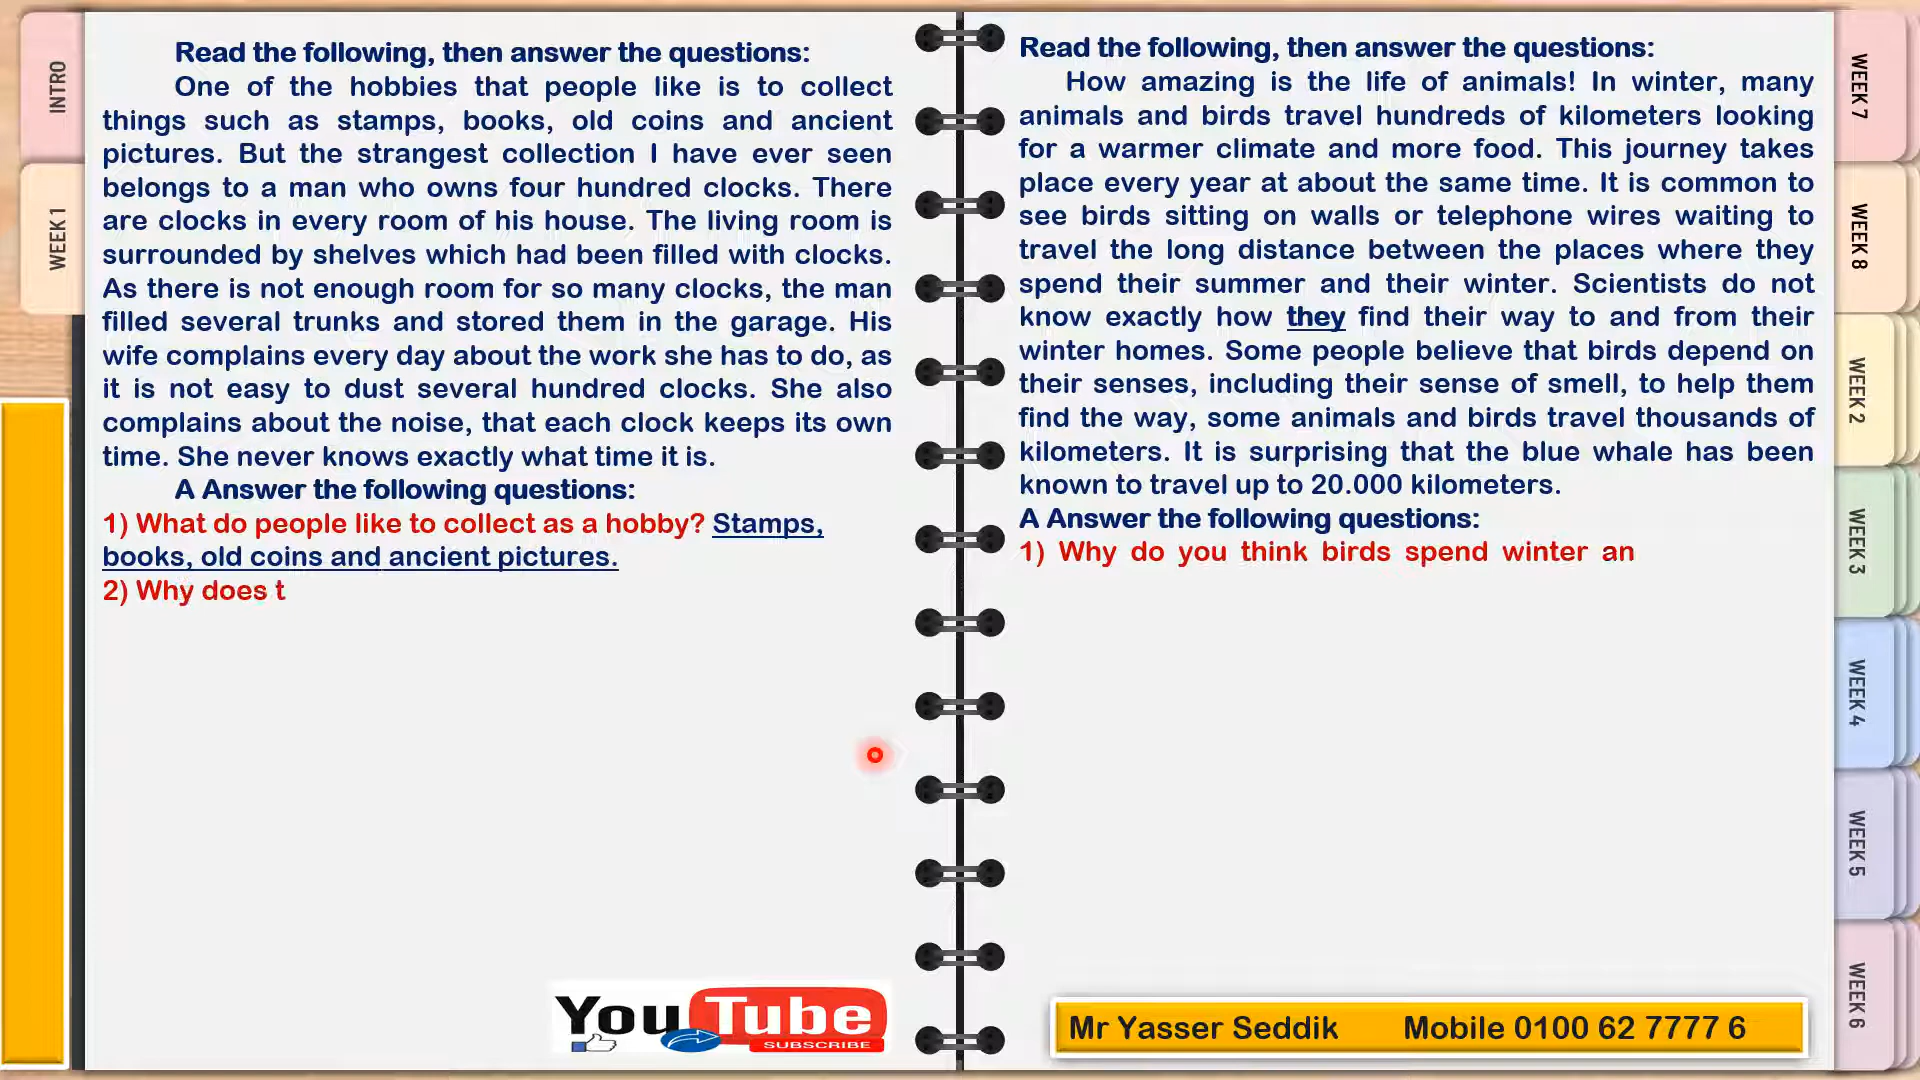 INTRO
WEEK 1
Read the following, then answer the questions:
One of the hobbies that people like is to collect
things such as stamps, books, old coins and ancient
pictures. But the strangest collection I have ever seen
belongs to a man who owns four hundred clocks. There
are clocks in every room of his house. The living room is
surrounded by shelves which had been filled with clocks.
As there is not enough room for so many clocks, the man
filled several trunks and stored them in the garage. His
wife complains every day about the work she has to do, as
it is not easy to dust several hundred clocks. She also
complains about the noise, that each clock keeps its own
time. She never knows exactly what time it is.
A Answer the following questions:
1) What do people like to collect as a hobby? Stamps,
books, old coins and ancient pictures.
2) Why does t
YouTube
SUBSCRIBE
Read the following, then answer the questions:
How amazing is the life of animals! In winter, many
animals and birds travel hundreds of kilometers looking
for a warmer climate and more food. This journey takes
place every year at about the same time. It is common to
see birds sitting on walls or telephone wires waiting to
travel the long distance between the places where they
spend their summer and their winter. Scientists do not
know exactly how they find their way to and from their
winter homes. Some people believe that birds depend on
their senses, including their sense of smell, to help them
find the way, some animals and birds travel thousands of
kilometers. It is surprising that the blue whale has been
known to travel up to 20.000 kilometers.
A Answer the following questions:
1) Why do you think birds spend winter an
Mr Yasser Seddik Mobile 0100 62 7777 6
WEEK 7
WEEK 8
WEEK 2
WEEK 3
WEEK 4
WEEK 5
WEEK 6